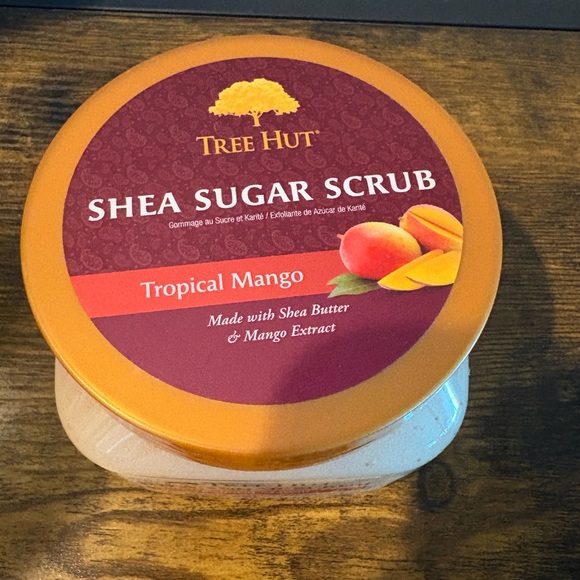 TREE HUT®
SHEA SUGAR SCRUB
Gommage au Sucre et Karité / Exfoliante de Azúcar de Karité
Tropical Mango
Made with Shea Butter
& Mango Extract